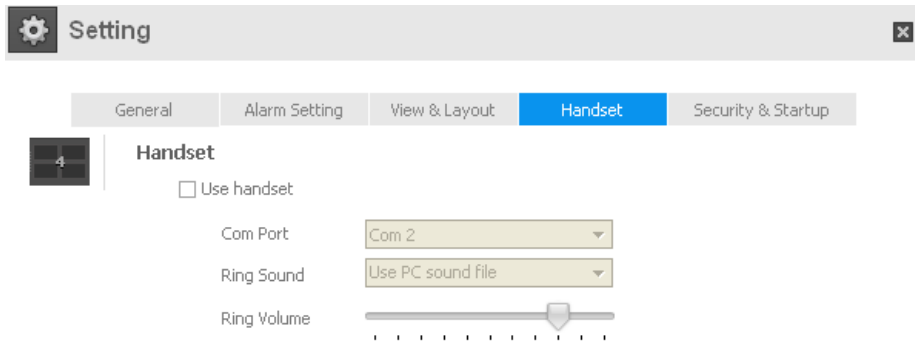 Setting
General Alarm Setting View & Layout Handset Security & Startup
4
Handset
Use handset
Com Port Com 2
Ring Sound Use PC sound file
Ring Volume